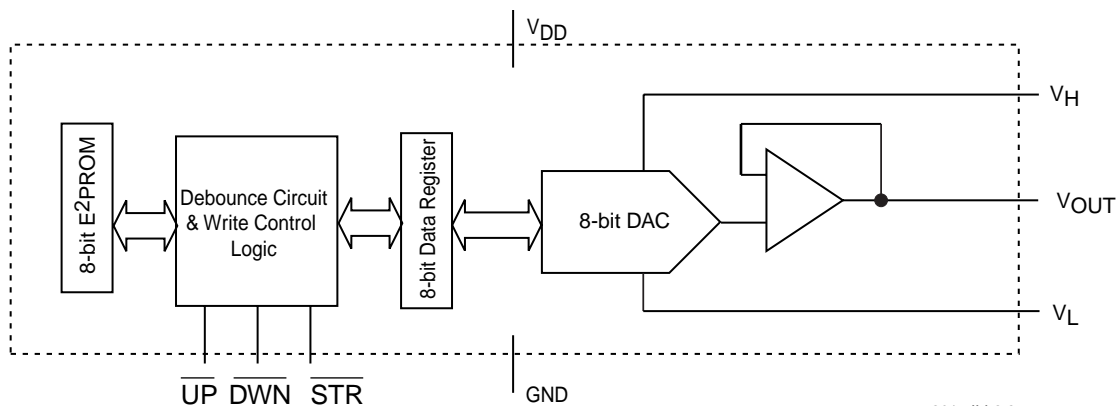 VDD
VH
8-bit E2PROM
Debounce Circuit
& Write Control
Logic
8-bit Data Register
8-bit DAC
VOUT
VL
UP DWN STR
GND